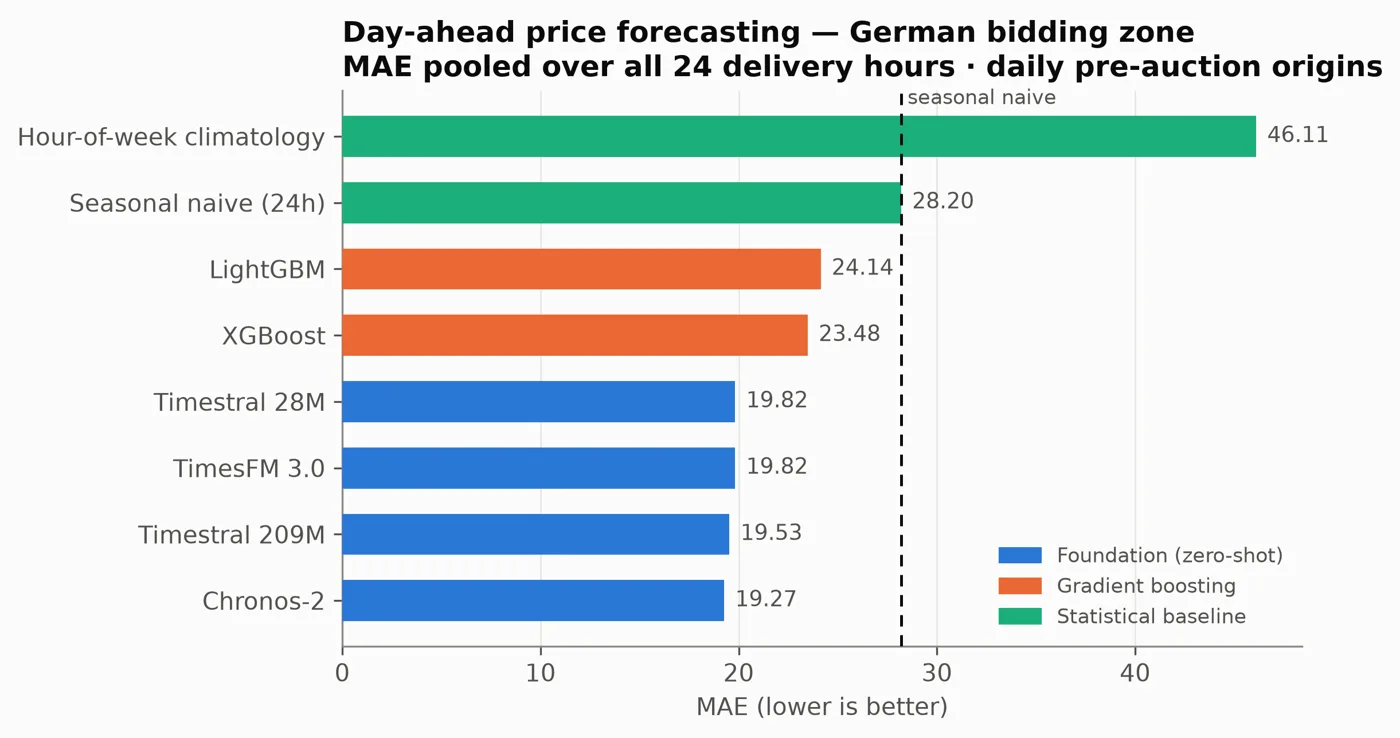 Day-ahead price forecasting — German bidding zone
MAE pooled over all 24 delivery hours · daily pre-auction origins
seasonal naive
Hour-of-week climatology 46.11
Seasonal naive (24h) 28.20
LightGBM 24.14
XGBoost 23.48
Timestral 28M 19.82
TimesFM 3.0 19.82
Timestral 209M 19.53
Chronos-2 19.27
Foundation (zero-shot)
Gradient boosting
Statistical baseline
0 10 20 30 40
MAE (lower is better)